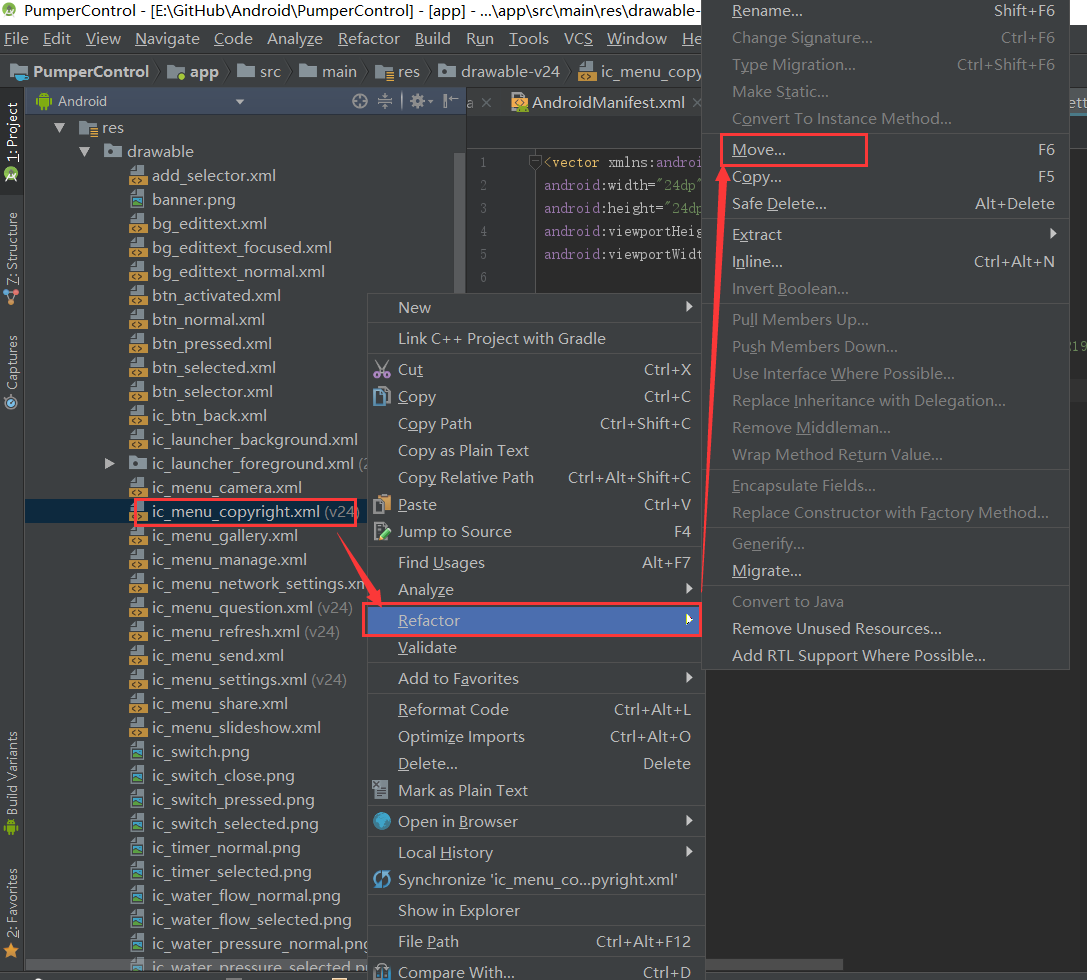 PumperControl - [E:\GitHub\Android\PumperControl] - [app] - ...\app\src\main\res\drawable-
File Edit View Navigate Code Analyze Refactor Build Run Tools VCS Window He
PumperControl app src main res drawable-v24 ic_menu_copy
Android
AndroidManifest.xml
1: Project
Z: Structure
Captures
Build Variants
2: Favorites
res
drawable
add_selector.xml
banner.png
bg_edittext.xml
bg_edittext_focused.xml
bg_edittext_normal.xml
btn_activated.xml
btn_normal.xml
btn_pressed.xml
btn_selected.xml
btn_selector.xml
ic_btn_back.xml
ic_launcher_background.xml
ic_launcher_foreground.xml (2
ic_menu_camera.xml
ic_menu_copyright.xml (v24)
ic_menu_gallery.xml
ic_menu_manage.xml
ic_menu_network_settings.xm
ic_menu_question.xml (v24)
ic_menu_refresh.xml (v24)
ic_menu_send.xml
ic_menu_settings.xml (v24)
ic_menu_share.xml
ic_menu_slideshow.xml
ic_switch.png
ic_switch_close.png
ic_switch_pressed.png
ic_switch_selected.png
ic_timer_normal.png
ic_timer_selected.png
ic_water_flow_normal.png
ic_water_flow_selected.png
ic_water_pressure_normal.png
ic_water_pressure_selected.pn
1 <vector xmlns:androi
2 android:width="24dp"
3 android:height="24dp
4 android:viewportHeig
5 android:viewportWidt
6
New
Link C++ Project with Gradle
Cut Ctrl+X
Copy Ctrl+C
Copy Path Ctrl+Shift+C
Copy as Plain Text
Copy Relative Path Ctrl+Alt+Shift+C
Paste Ctrl+V
Jump to Source F4
Find Usages Alt+F7
Analyze
Refactor
Validate
Add to Favorites
Reformat Code Ctrl+Alt+L
Optimize Imports Ctrl+Alt+O
Delete... Delete
Mark as Plain Text
Open in Browser
Local History
Synchronize 'ic_menu_co...pyright.xml'
Show in Explorer
File Path Ctrl+Alt+F12
Compare With... Ctrl+D
Rename... Shift+F6
Change Signature... Ctrl+F6
Type Migration... Ctrl+Shift+F6
Make Static...
Convert To Instance Method...
Move... F6
Copy... F5
Safe Delete... Alt+Delete
Extract
Inline... Ctrl+Alt+N
Invert Boolean...
Pull Members Up...
Push Members Down...
Use Interface Where Possible...
Replace Inheritance with Delegation...
Remove Middleman...
Wrap Method Return Value...
Encapsulate Fields...
Replace Constructor with Factory Method...
Generify...
Migrate...
Convert to Java
Remove Unused Resources...
Add RTL Support Where Possible...
ett
219